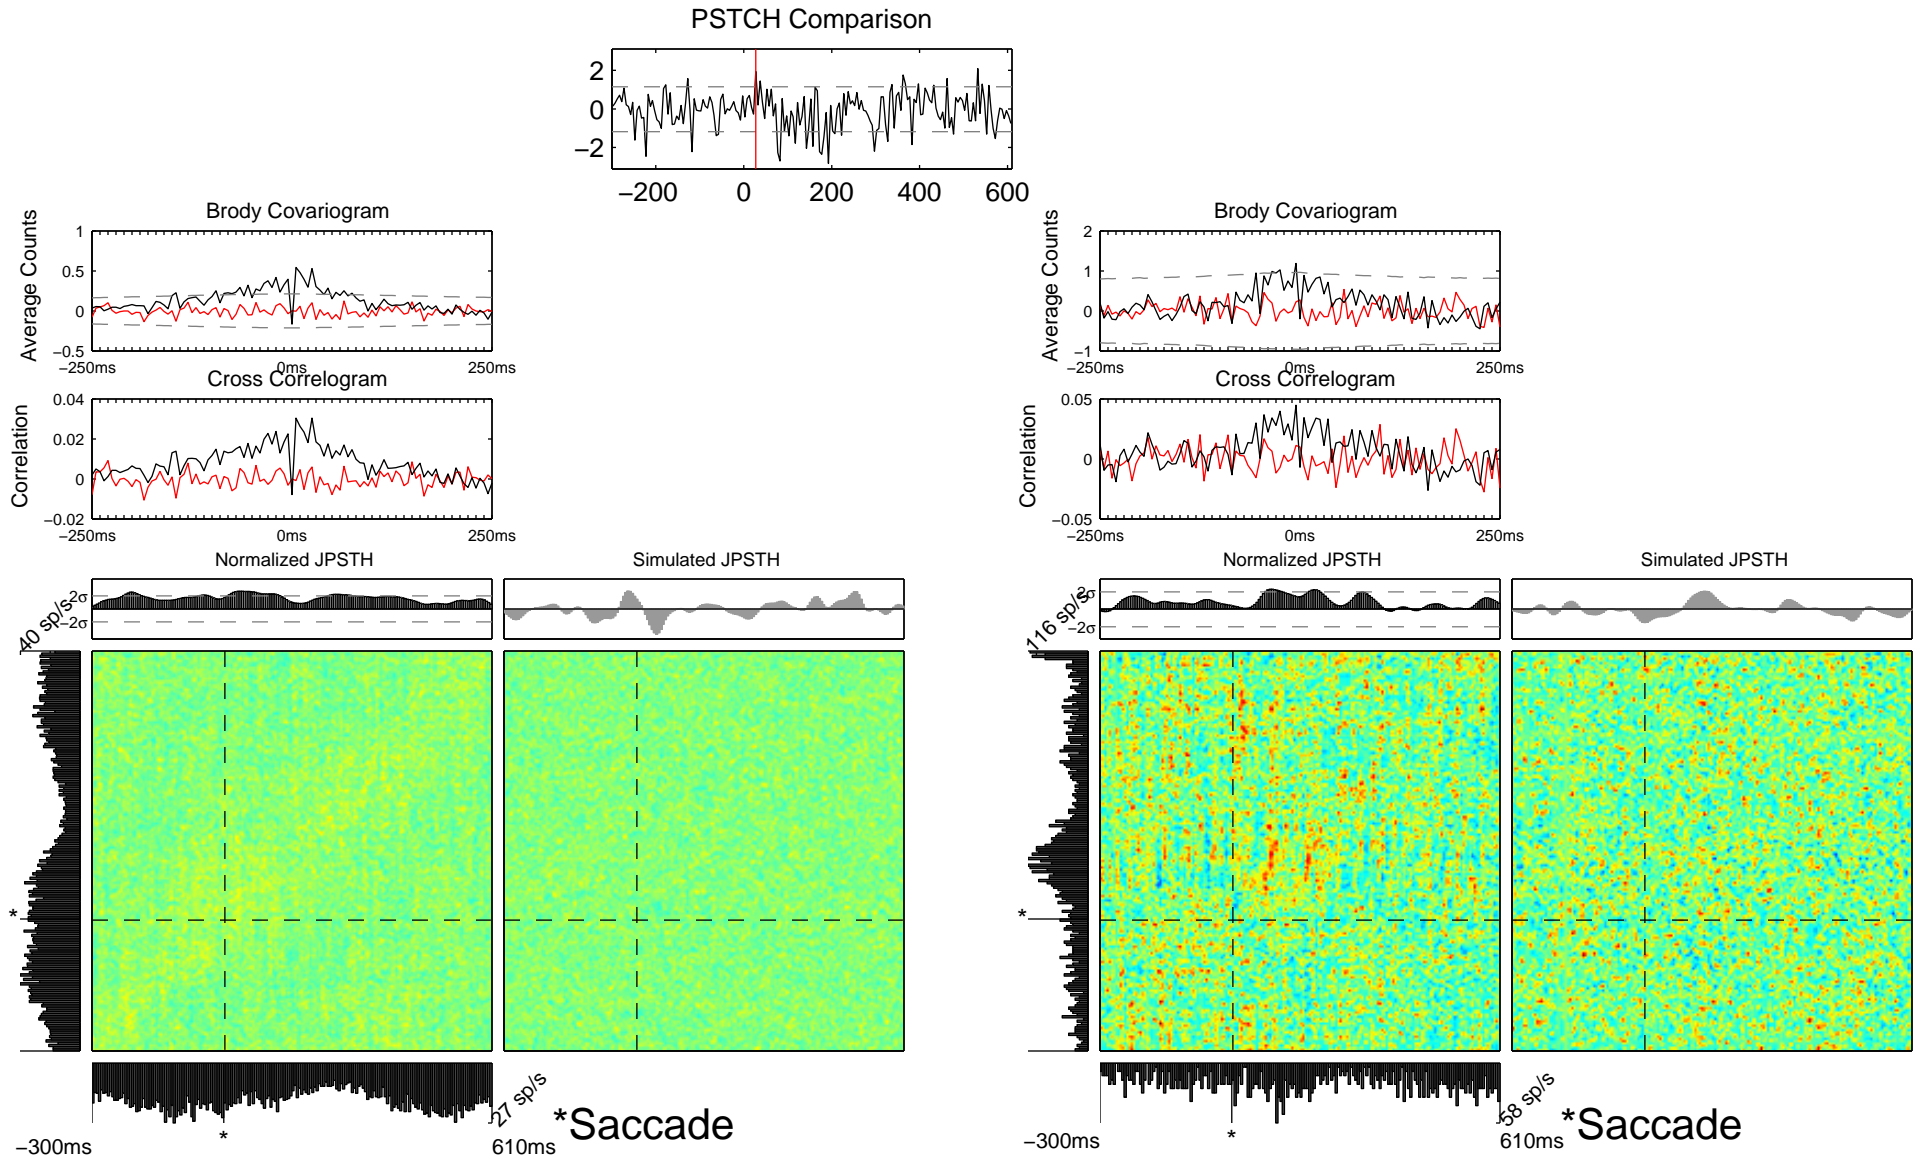 PSTCH Comparison
2
0
−2
−200 0 200 400 600
Brody Covariogram
Average Counts
1
0.5
0
−0.5
−250ms 0ms 250ms
Cross Correlogram
Correlation
0.04
0.02
0
−0.02
−250ms 0ms 250ms
Normalized JPSTH
Simulated JPSTH
2σ
−2σ
40 sp/s
*
*
27 sp/s
−300ms
610ms
*Saccade
Brody Covariogram
Average Counts
2
1
0
−1
−250ms 0ms 250ms
Cross Correlogram
Correlation
0.05
0
−0.05
−250ms 0ms 250ms
Normalized JPSTH
Simulated JPSTH
2σ
−2σ
116 sp/s
*
*
58 sp/s
−300ms
610ms
*Saccade